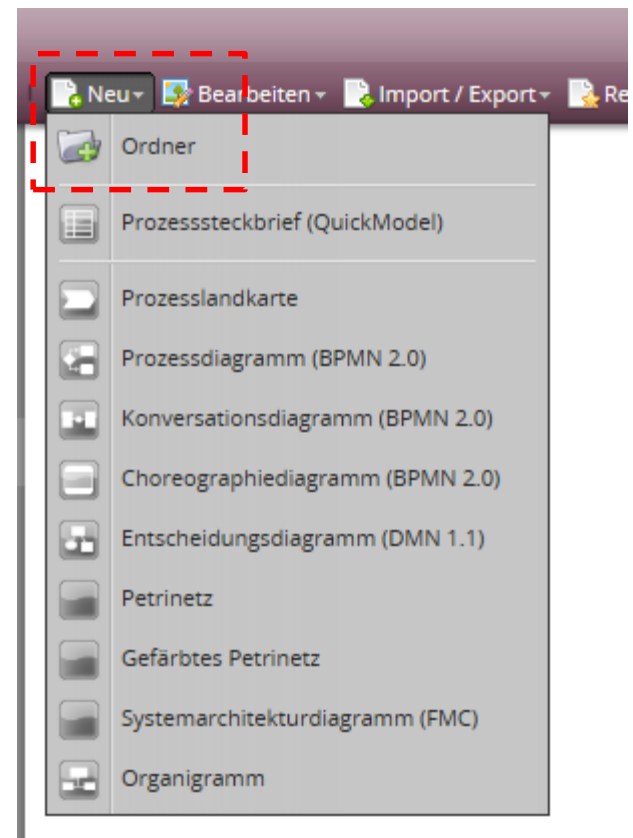 Neu Bearbeiten Import / Export Re
Ordner
Prozesssteckbrief (QuickModel)
Prozesslandkarte
Prozessdiagramm (BPMN 2.0)
Konversationsdiagramm (BPMN 2.0)
Choreographiediagramm (BPMN 2.0)
Entscheidungsdiagramm (DMN 1.1)
Petrinetz
Gefärbtes Petrinetz
Systemarchitekturdiagramm (FMC)
Organigramm